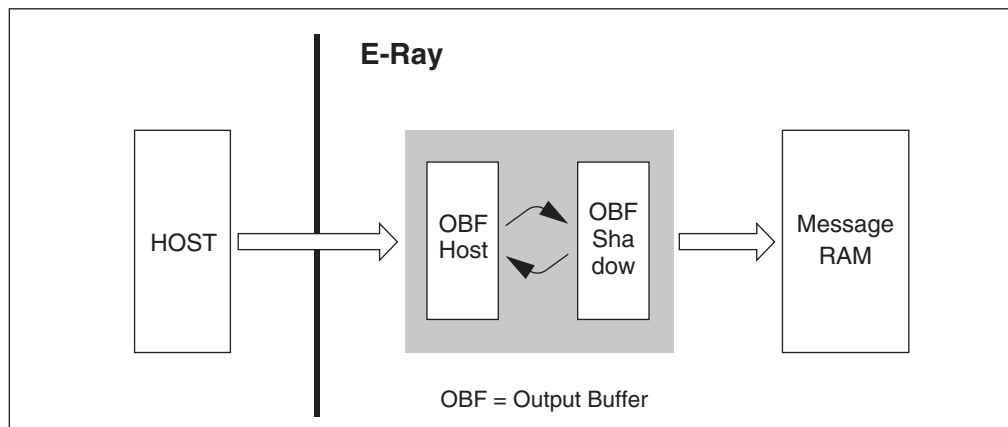 E-Ray
HOST
OBF
Host
OBF
Sha
dow
Message
RAM
OBF = Output Buffer